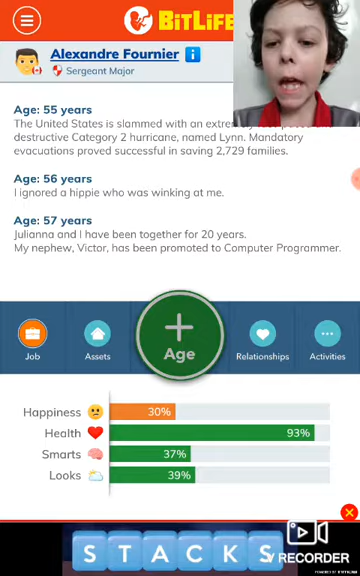 BITLIFE
Alexandre Fournier i
Sergeant Major
Age: 55 years
The United States is slammed with an
destructive Category 2 hurricane, named Lynn. Mandatory
evacuations proved successful in saving 2,729 families.
Age: 56 years
I ignored a hippie who was winking at me.
Age: 57 years
Julianna and I have been together for 20 years.
My nephew, Victor, has been promoted to Computer Programmer.
Job
Assets
+ Age
Relationships
Activities
Happiness 30%
Health 93%
Smarts 37%
Looks 39%
STACKS
RECORDER